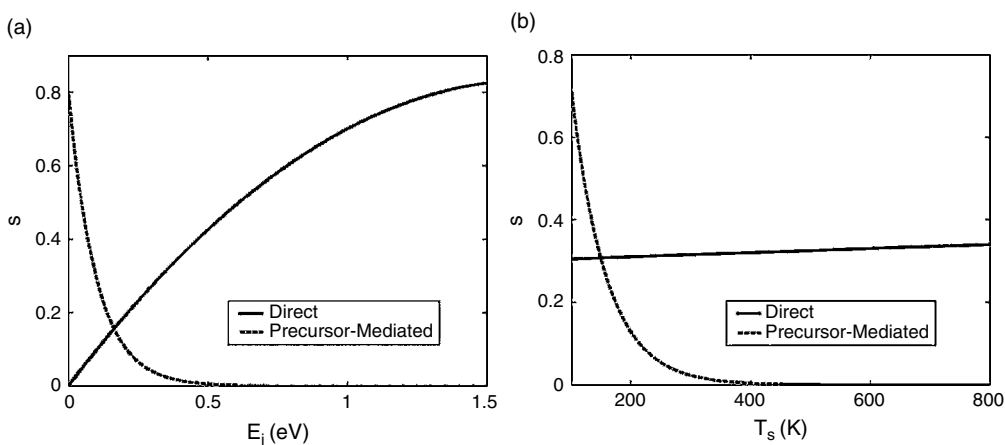 (a)
0.8
0.6
0.4
0.2
0
s
0
0.5
1
1.5
E_i (eV)
Direct
Precursor-Mediated
(b)
0.8
0.6
0.4
0.2
0
s
200
400
600
800
T_s (K)
Direct
Precursor-Mediated